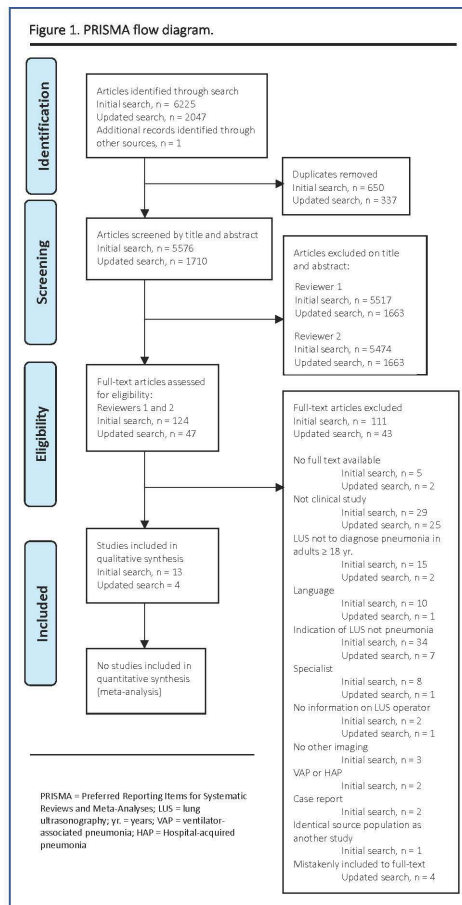 Figure 1. PRISMA flow diagram.
Identification
Articles identified through search
Initial search, n = 6225
Updated search, n = 2047
Additional records identified through
other sources, n = 1
Duplicates removed
Initial search, n = 650
Updated search, n = 337
Screening
Articles screened by title and abstract
Initial search, n = 5576
Updated search, n = 1710
Articles excluded on title
and abstract:
Reviewer 1
Initial search, n = 5517
Updated search, n = 1663
Reviewer 2
Initial search, n = 5474
Updated search, n = 1663
Eligibility
Full-text articles assessed
for eligibility:
Reviewers 1 and 2
Initial search, n = 124
Updated search, n = 47
Full-text articles excluded
Initial search, n = 111
Updated search, n = 43
No full text available
Initial search, n = 5
Updated search, n = 2
Not clinical study
Initial search, n = 29
Updated search, n = 25
LUS not to diagnose pneumonia in
adults ≥ 18 yr.
Initial search, n = 15
Updated search, n = 2
Language
Initial search, n = 10
Updated search, n = 1
Indication of LUS not pneumonia
Initial search, n = 34
Updated search, n = 7
Specialist
Initial search, n = 8
Updated search, n = 1
No information on LUS operator
Initial search, n = 2
Updated search, n = 1
No other imaging
Initial search, n = 3
VAP or HAP
Initial search, n = 2
Case report
Initial search, n = 2
Identical source population as
another study
Initial search, n = 1
Mistakenly included to full-text
Updated search, n = 4
Included
Studies included in
qualitative synthesis
Initial search, n = 13
Updated search = 4
No studies included in
quantitative synthesis
(meta-analysis)
PRISMA = Preferred Reporting Items for Systematic
Reviews and Meta-Analyses; LUS = lung
ultrasonography; yr. = years; VAP = ventilator-
associated pneumonia; HAP = Hospital-acquired
pneumonia